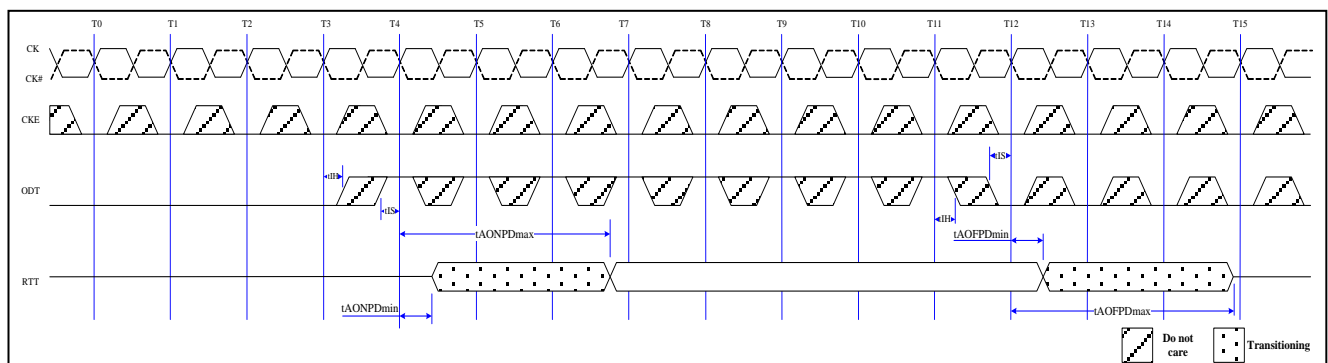 T0 T1 T2 T3 T4 T5 T6 T7 T8 T9 T10 T11 T12 T13 T14 T15
CK
CK#
CKE
tIS
ODT
tIH
tIS
tIH
tAONPDmax
tAOFPDmin
RTT
tAONPDmin
tAOFPDmax
Do not
care
Transitioning